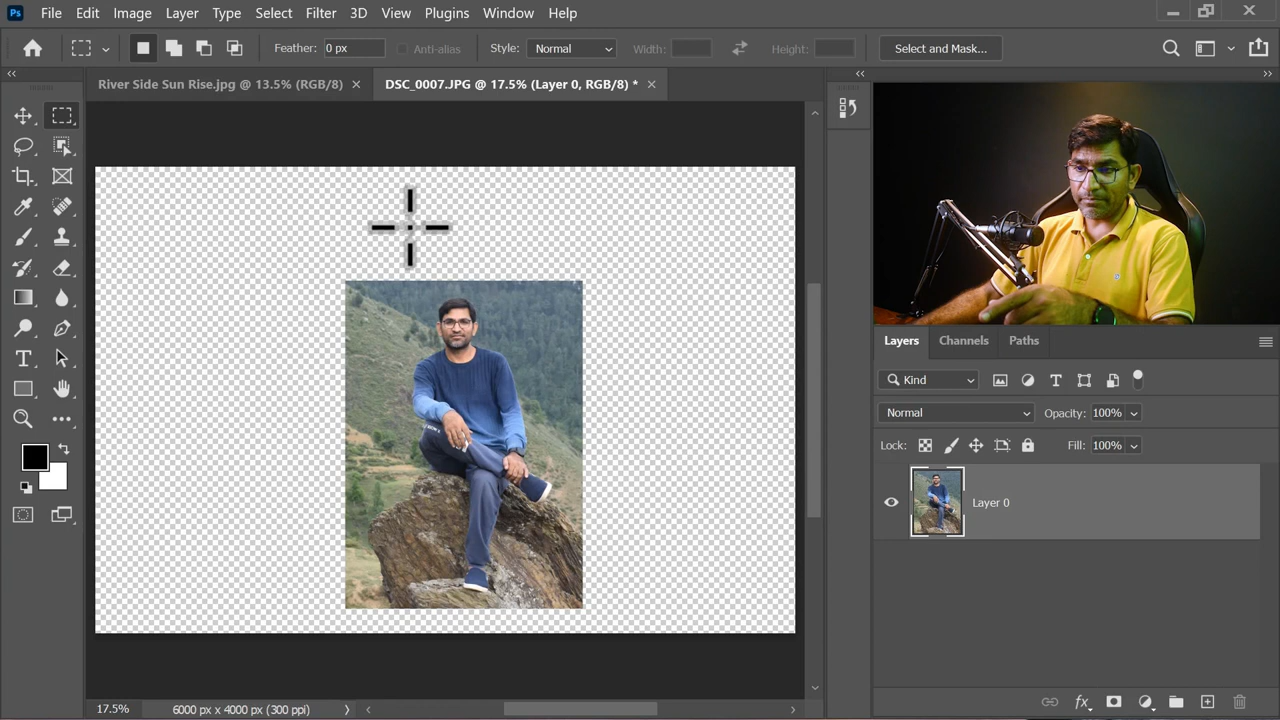 Ps File Edit Image Layer Type Select Filter 3D View Plugins Window Help
Feather: 0 px Anti-alias Style: Normal Width: Height: Select and Mask...
River Side Sun Rise.jpg @ 13.5% (RGB/8) DSC_0007.JPG @ 17.5% (Layer 0, RGB/8) *
Layers Channels Paths
Kind
Normal Opacity: 100%
Lock: Fill: 100%
Layer 0
17.5% 6000 px x 4000 px (300 ppi)